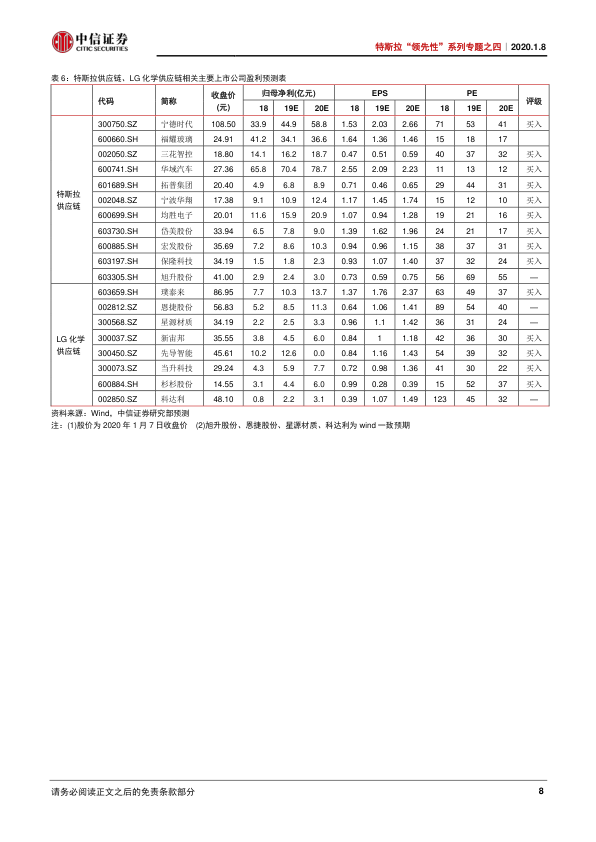 中信证券
CITIC SECURITIES
特斯拉“领先性”系列专题之四｜2020.1.8
表 6：特斯拉供应链、LG 化学供应链相关主要上市公司盈利预测表
代码 简称 收盘价(元) 归母净利(亿元) EPS PE 评级
18 19E 20E 18 19E 20E 18 19E 20E
特斯拉供应链
300750.SZ 宁德时代 108.50 33.9 44.9 58.8 1.53 2.03 2.66 71 53 41 买入
600660.SH 福耀玻璃 24.91 41.2 34.1 36.6 1.64 1.36 1.46 15 18 17
002050.SZ 三花智控 18.80 14.1 16.2 18.7 0.47 0.51 0.59 40 37 32 买入
600741.SH 华域汽车 27.36 65.8 70.4 78.7 2.55 2.09 2.23 11 13 12 买入
601689.SH 拓普集团 20.40 4.9 6.8 8.9 0.71 0.46 0.65 29 44 31 买入
002048.SZ 宁波华翔 17.38 9.1 10.9 12.4 1.17 1.45 1.74 15 12 10 买入
600699.SH 均胜电子 20.01 11.6 15.9 20.9 1.07 0.94 1.28 19 21 16 买入
603730.SH 岱美股份 33.94 6.5 7.8 9.0 1.39 1.62 1.96 24 21 17 买入
600885.SH 宏发股份 35.69 7.2 8.6 10.3 0.94 0.96 1.15 38 37 31 买入
603197.SH 保隆科技 34.19 1.5 1.8 2.3 0.93 1.07 1.40 37 32 24 买入
603305.SH 旭升股份 41.00 2.9 2.4 3.0 0.73 0.59 0.75 56 69 55 —
LG 化学供应链
603659.SH 璞泰来 86.95 7.7 10.3 13.7 1.37 1.76 2.37 63 49 37 买入
002812.SZ 恩捷股份 56.83 5.2 8.5 11.3 0.64 1.06 1.41 89 54 40 —
300568.SZ 星源材质 34.19 2.2 2.5 3.3 0.96 1.1 1.42 36 31 24 —
300037.SZ 新宙邦 35.55 3.8 4.5 6.0 0.84 1 1.18 42 36 30 买入
300450.SZ 先导智能 45.61 10.2 12.6 0.0 0.84 1.16 1.43 54 39 32 买入
300073.SZ 当升科技 29.24 4.3 5.9 7.7 0.72 0.98 1.36 41 30 22 买入
600884.SH 杉杉股份 14.55 3.1 4.4 6.0 0.99 0.28 0.39 15 52 37 买入
002850.SZ 科达利 48.10 0.8 2.2 3.1 0.39 1.07 1.49 123 45 32 —
资料来源：Wind，中信证券研究部预测
注：(1)股价为 2020 年 1 月 7 日收盘价 (2)旭升股份、恩捷股份、星源材质、科达利为 wind 一致预期
请务必阅读正文之后的免责条款部分
8